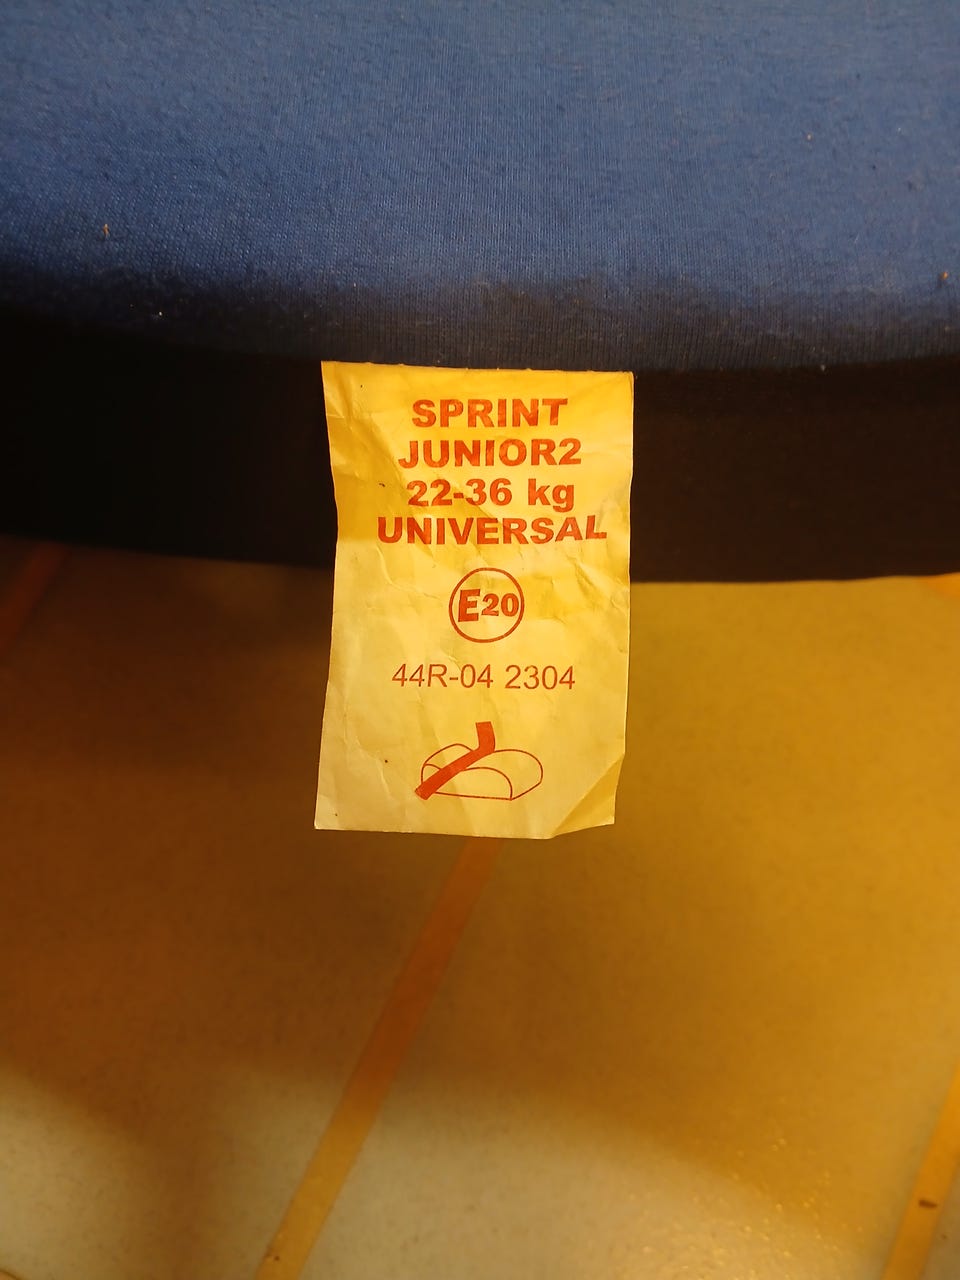 SPRINT
JUNIOR2
22-36 kg
UNIVERSAL
E20
44R-04 2304